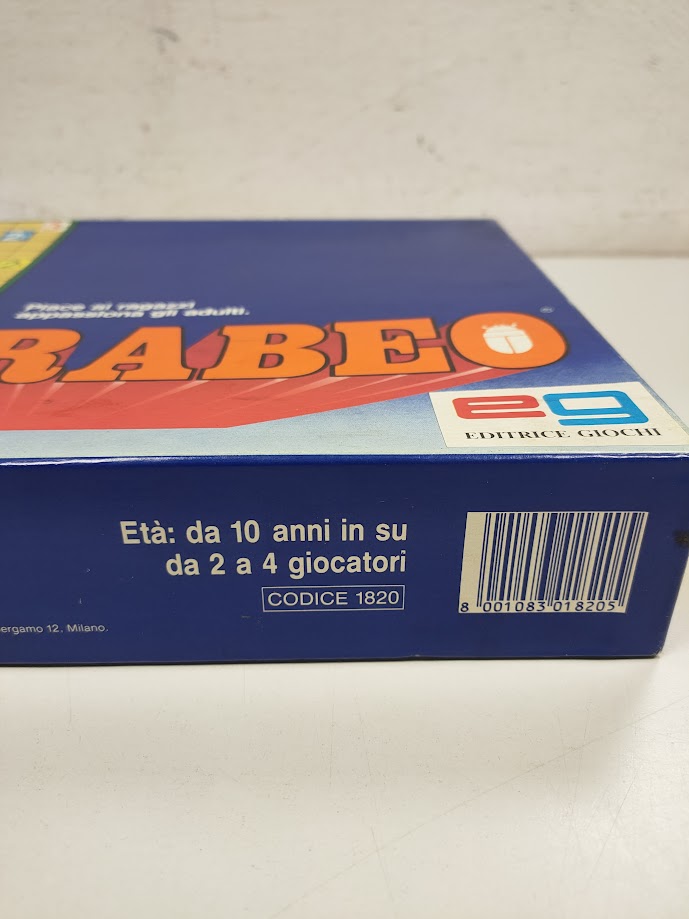 Piace ai ragazzi
appassiona gli adulti.
RABEO
eg
EDITRICE GIOCHI
Età: da 10 anni in su
da 2 a 4 giocatori
CODICE 1820
8 001083 018205
ergamo 12, Milano.